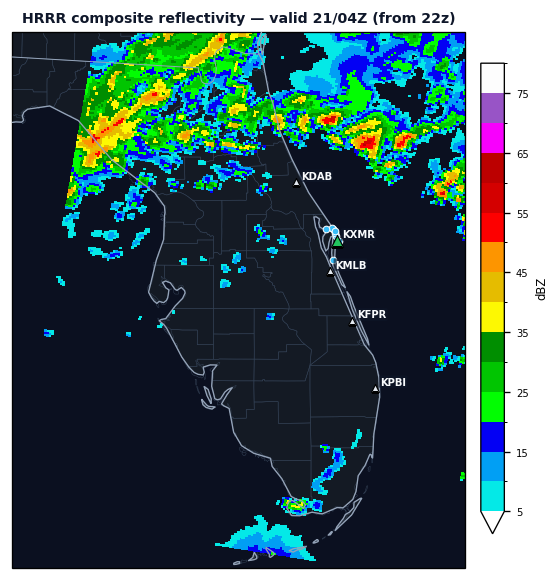 HRRR composite reflectivity — valid 21/04Z (from 22z)
KDAB
KXMR
KMLB
KFPR
KPBI
75
65
55
45
35
25
15
5
dBZ